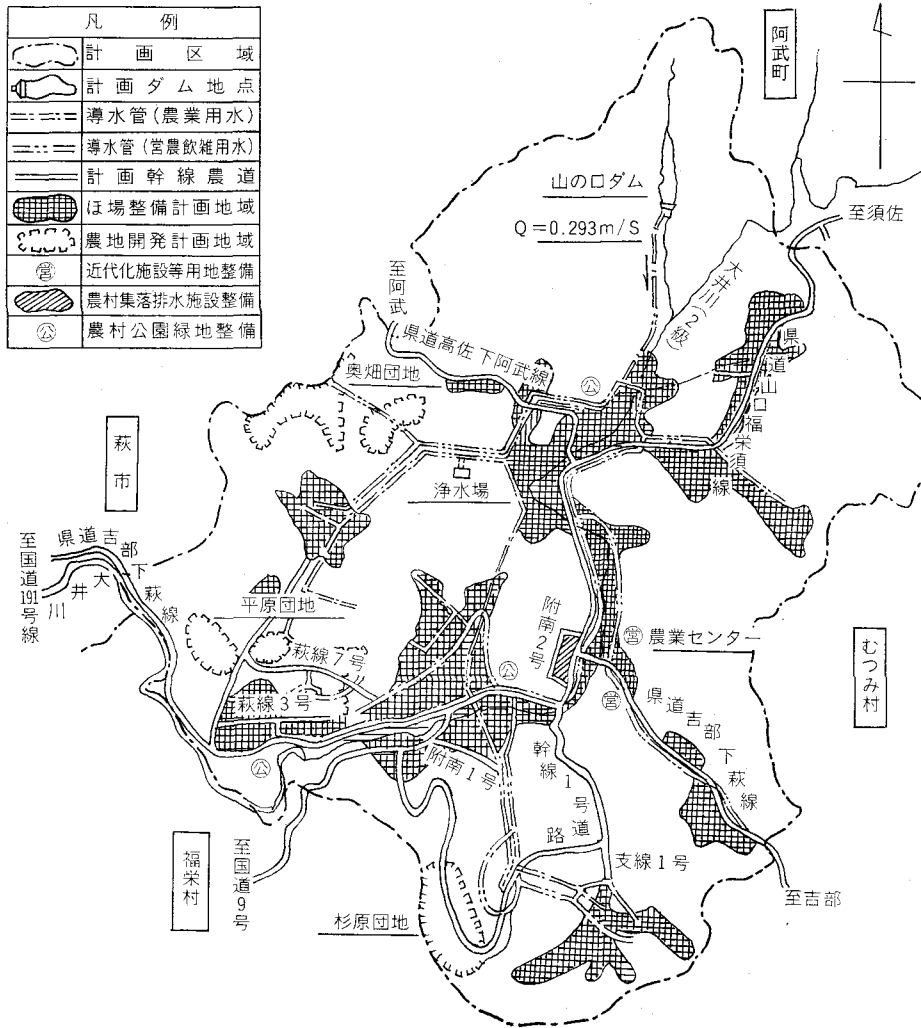 凡例
計画区域
計画ダム地点
導水管(農業用水)
導水管(営農飲雑用水)
計画幹線農道
ほ場整備計画地域
農地開発計画地域
営 近代化施設等用地整備
農村集落排水施設整備
公 農村公園緑地整備
阿武町
山の口ダム
Q=0.293m/S
至須佐
大井川(2級)
至阿武
県道高佐下阿武線
公
県道山口福栄須線
奥畑団地
萩市
浄水場
至国道191号線
県道吉部下萩線
大井川
平原団地
萩線7号
萩線3号
附南2号
営 農業センター
営
公
むつみ村
県道吉部下萩線
公
附南1号
幹線1号
道路
支線1号
福栄村
至国道9号
杉原団地
至吉部